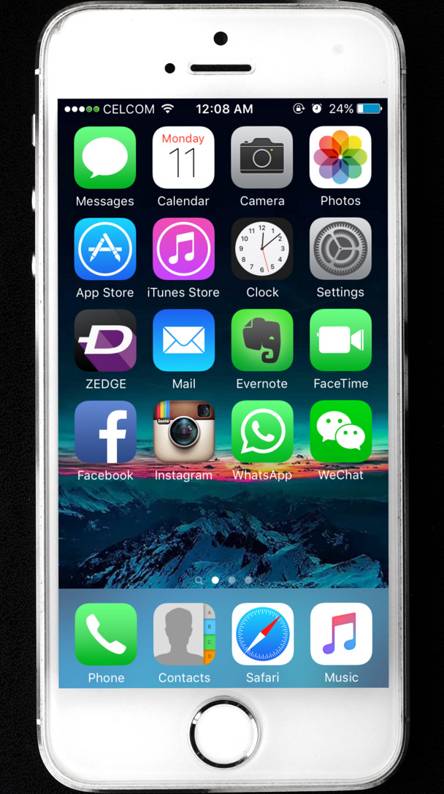 CELCOM 12:08 AM 24%
Monday
11
Messages Calendar Camera Photos
App Store iTunes Store Clock Settings
ZEDGE Mail Evernote FaceTime
Facebook Instagram WhatsApp WeChat
Phone Contacts Safari Music